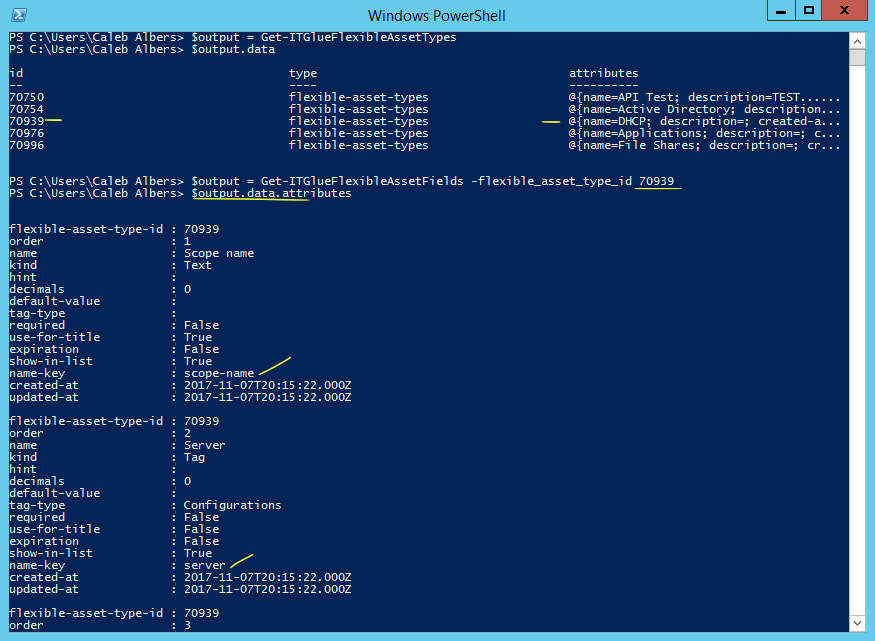 Windows PowerShell
PS C:\Users\Caleb Albers> $output = Get-ITGlueFlexibleAssetTypes
PS C:\Users\Caleb Albers> $output.data
id type attributes
-- ---- ----------
70750 flexible-asset-types @{name=API Test; description=TEST......
70754 flexible-asset-types @{name=Active Directory; description...
70939 flexible-asset-types @{name=DHCP; description=; created-a...
70976 flexible-asset-types @{name=Applications; description=; c...
70996 flexible-asset-types @{name=File Shares; description=; cr...
PS C:\Users\Caleb Albers> $output = Get-ITGlueFlexibleAssetFields -flexible_asset_type_id 70939
PS C:\Users\Caleb Albers> $output.data.attributes
flexible-asset-type-id : 70939
order : 1
name : Scope name
kind : Text
hint :
decimals : 0
default-value :
tag-type :
required : False
use-for-title : True
expiration : False
show-in-list : True
name-key : scope-name
created-at : 2017-11-07T20:15:22.000Z
updated-at : 2017-11-07T20:15:22.000Z
flexible-asset-type-id : 70939
order : 2
name : Server
kind : Tag
hint :
decimals : 0
default-value :
tag-type : Configurations
required : False
use-for-title : False
expiration : False
show-in-list : True
name-key : server
created-at : 2017-11-07T20:15:22.000Z
updated-at : 2017-11-07T20:15:22.000Z
flexible-asset-type-id : 70939
order : 3